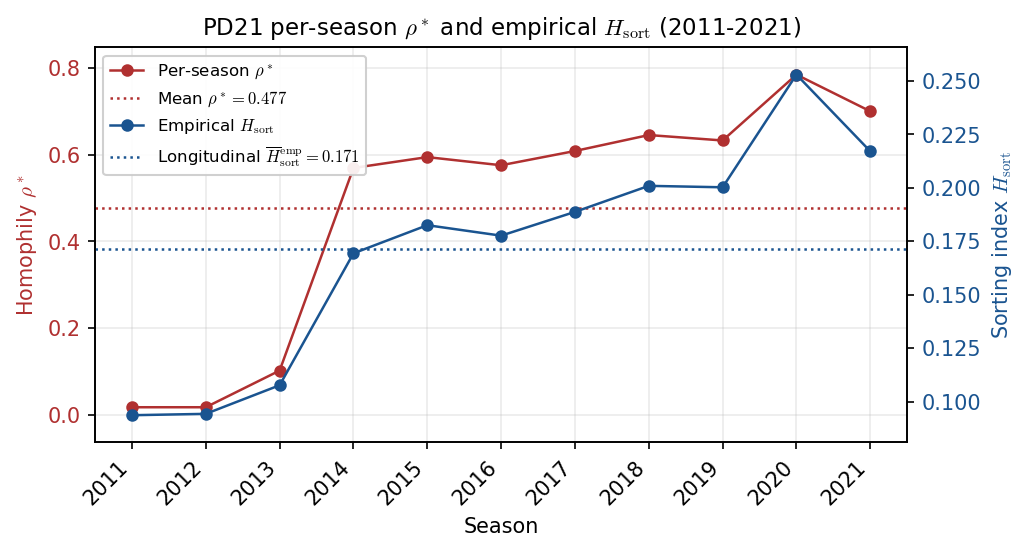 PD21 per-season ρ* and empirical H_sort (2011-2021)
Per-season ρ*
Mean ρ* = 0.477
Empirical H_sort
Longitudinal H̅_sort^emp = 0.171
Homophily ρ*
0.8
0.6
0.4
0.2
0.0
0.250
0.225
0.200
0.175
0.150
0.125
0.100
Sorting index H_sort
2011
2012
2013
2014
2015
2016
2017
2018
2019
2020
2021
Season